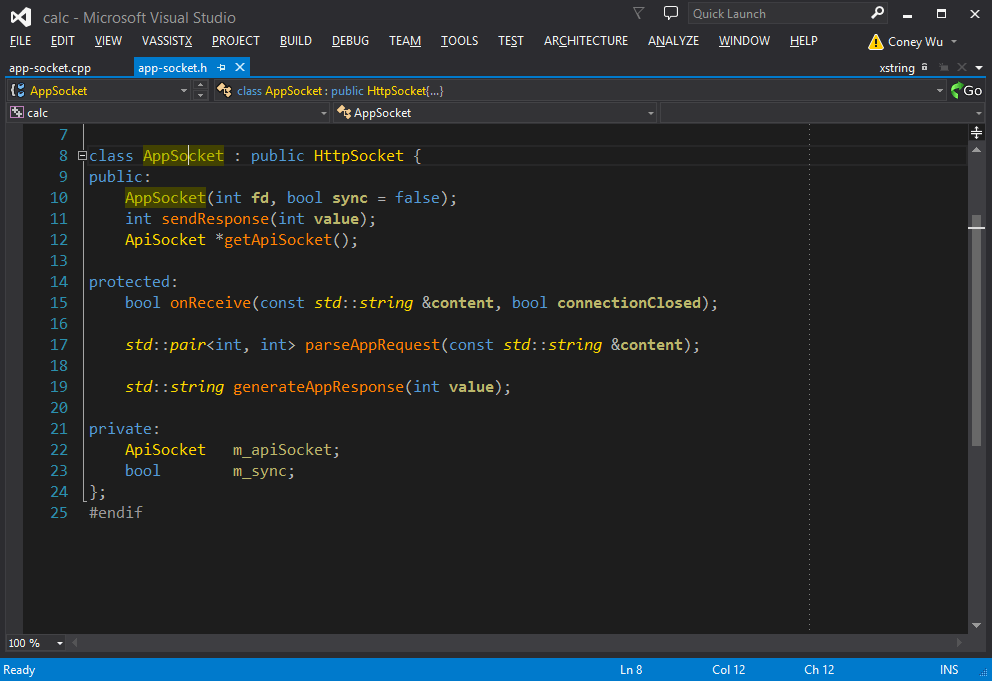 calc - Microsoft Visual Studio
Quick Launch
FILE EDIT VIEW VASSISTX PROJECT BUILD DEBUG TEAM TOOLS TEST ARCHITECTURE ANALYZE WINDOW HELP Coney Wu
app-socket.cpp app-socket.h xstring
AppSocket class AppSocket : public HttpSocket{...} Go
calc AppSocket
7
8 class AppSocket : public HttpSocket {
9 public:
10 AppSocket(int fd, bool sync = false);
11 int sendResponse(int value);
12 ApiSocket *getApiSocket();
13
14 protected:
15 bool onReceive(const std::string &content, bool connectionClosed);
16
17 std::pair<int, int> parseAppRequest(const std::string &content);
18
19 std::string generateAppResponse(int value);
20
21 private:
22 ApiSocket m_apiSocket;
23 bool m_sync;
24 };
25 #endif
100 %
Ready Ln 8 Col 12 Ch 12 INS